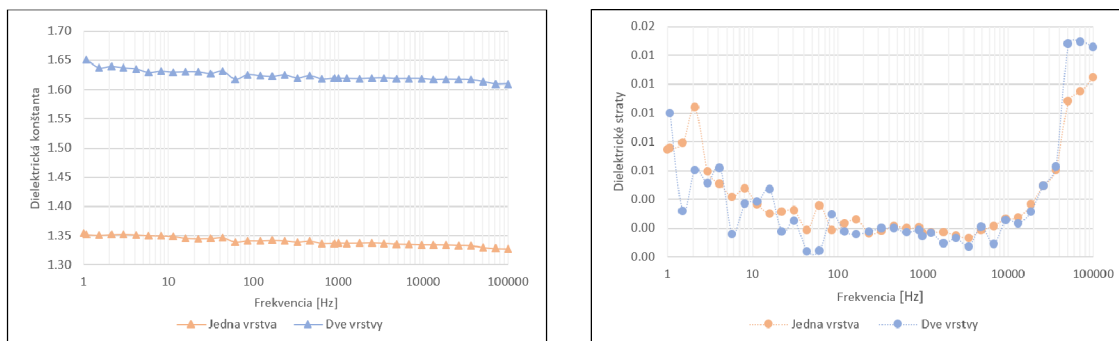 1.70
1.65
1.60
1.55
1.50
1.45
1.40
1.35
1.30
Dielektrická konštanta
1 10 100 1000 10000 100000
Frekvencia [Hz]
Jedna vrstva Dve vrstvy
0.02
0.01
0.01
0.01
0.01
0.01
0.00
0.00
0.00
Dielektrické straty
1 10 100 1000 10000 100000
Frekvencia [Hz]
Jedna vrstva Dve vrstvy